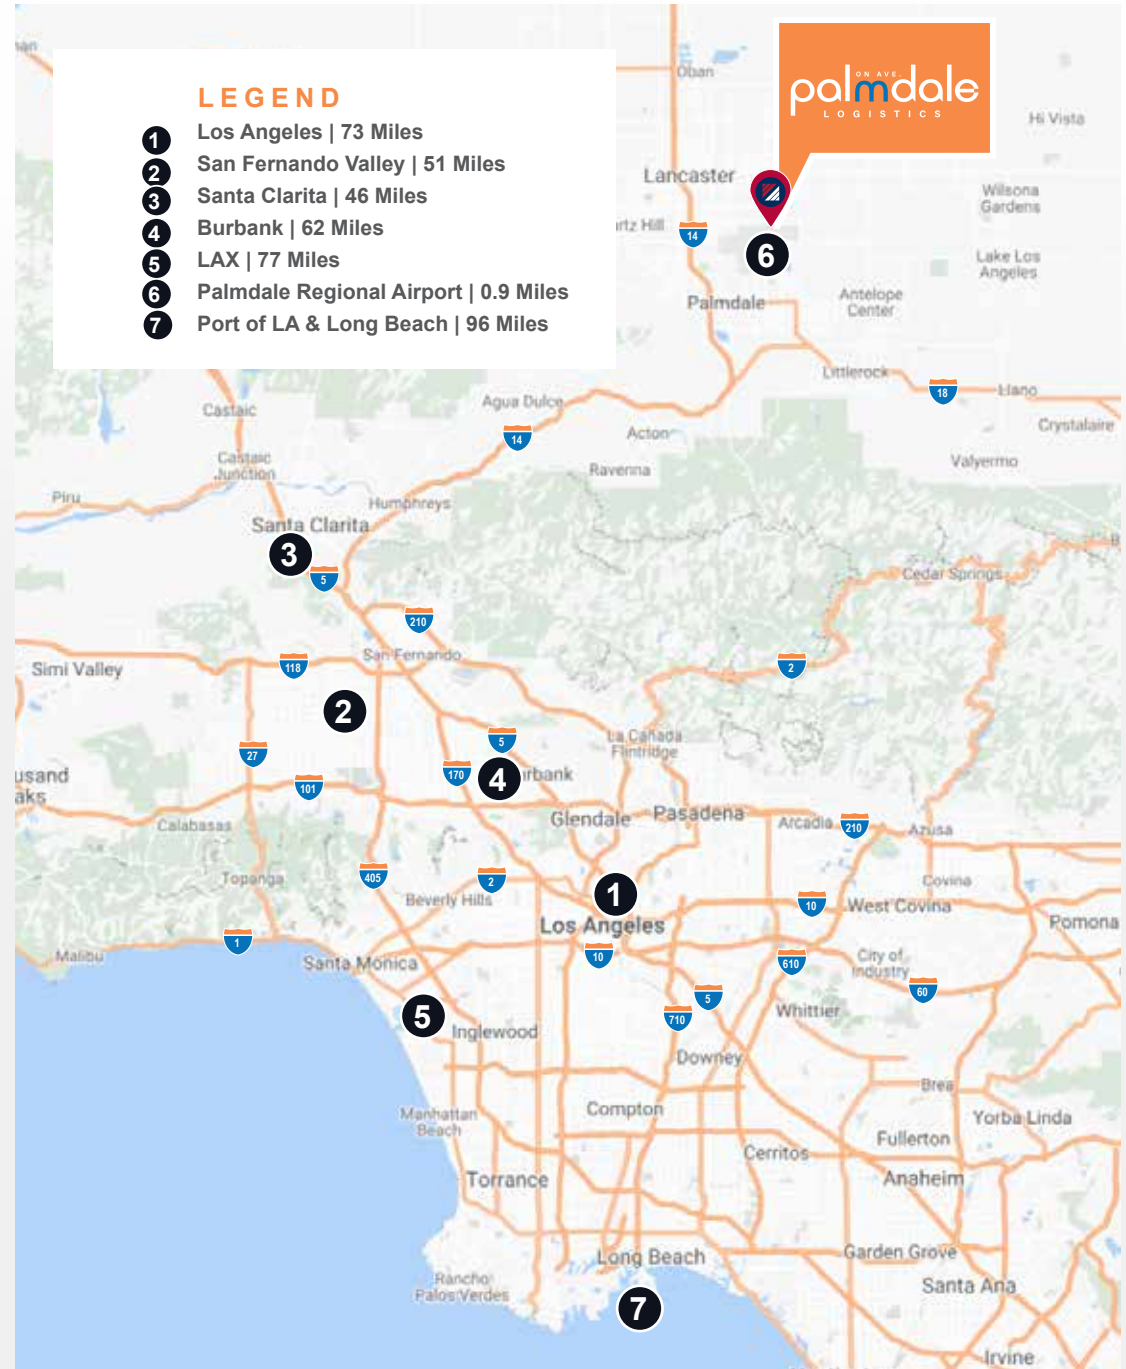 LEGEND
1 Los Angeles | 73 Miles
2 San Fernando Valley | 51 Miles
3 Santa Clarita | 46 Miles
4 Burbank | 62 Miles
5 LAX | 77 Miles
6 Palmdale Regional Airport | 0.9 Miles
7 Port of LA & Long Beach | 96 Miles
ON AVE.
palmdale
LOGISTICS
Oban
Hi Vista
Lancaster
Wilsona
Gardens
rtz Hill
14
6
Lake Los
Angeles
Palmdale
Antelope
Center
Littlerock
18
Llano
Castaic
Agua Dulce
14
Acton
Crystalaire
Castaic
Junction
Ravenna
Valyermo
Piru
Humphreys
Santa Clarita
3
5
Cedar Springs
210
San Fernando
118
Simi Valley
2
2
27
5
La Cañada
Flintridge
usand
aks
101
170
4
rbank
Glendale
Pasadena
Arcadia
210
Azusa
Calabasas
Topanga
405
2
Beverly Hills
1
Covina
10
West Covina
Los Angeles
Pomona
1
Malibu
Santa Monica
10
610
City of
Industry
60
5
710
5
Inglewood
Whittier
Downey
Brea
Manhattan
Beach
Compton
Yorba Linda
Fullerton
Cerritos
Torrance
Anaheim
Long Beach
Garden Grove
Rancho
Palos Verdes
Santa Ana
7
Irvine